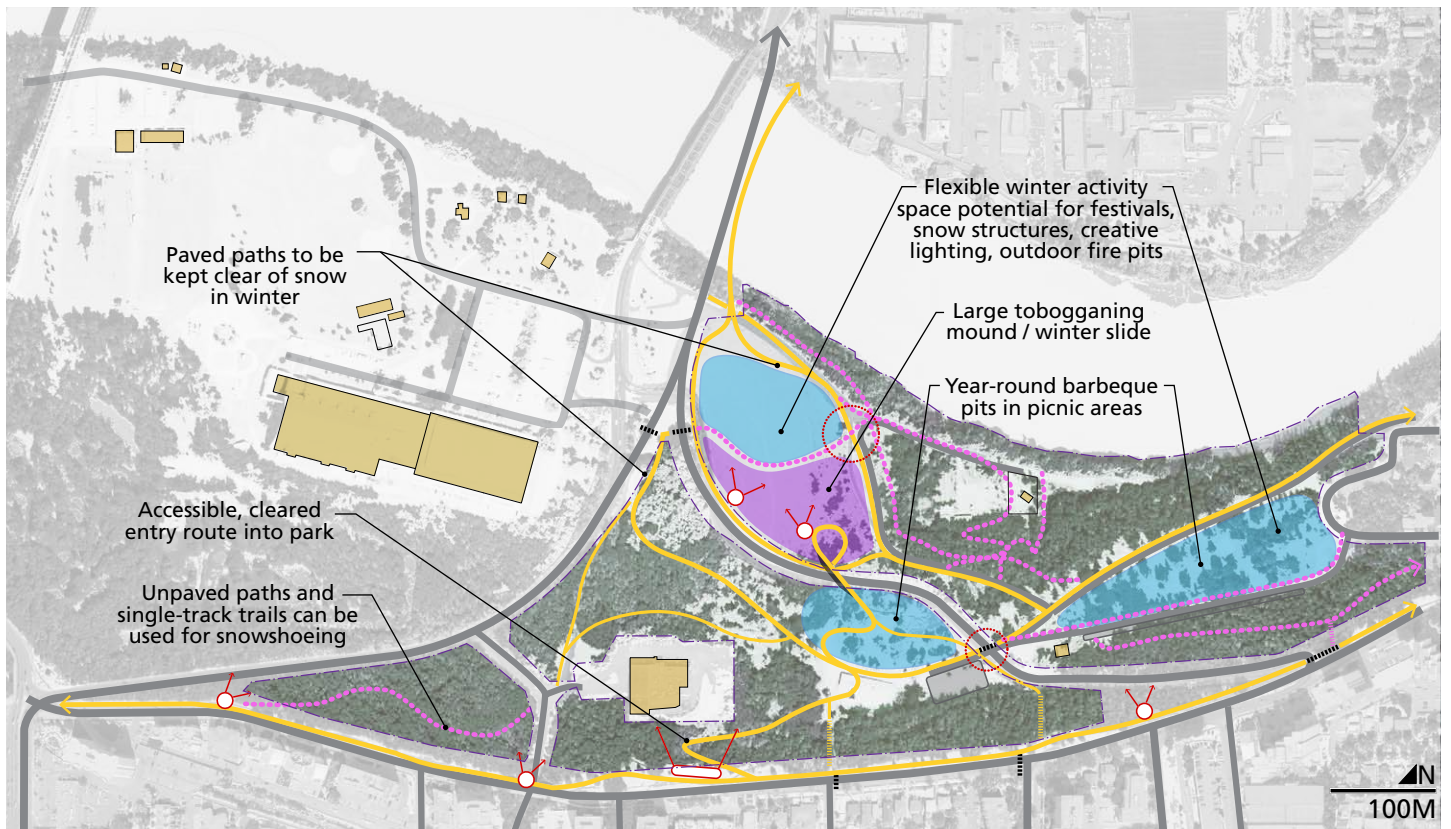 Flexible winter activity
space potential for festivals,
snow structures, creative
lighting, outdoor fire pits
Paved paths to be
kept clear of snow
in winter
Large tobogganing
mound / winter slide
Year-round barbeque
pits in picnic areas
Accessible, cleared
entry route into park
Unpaved paths and
single-track trails can be
used for snowshoeing
N
100M